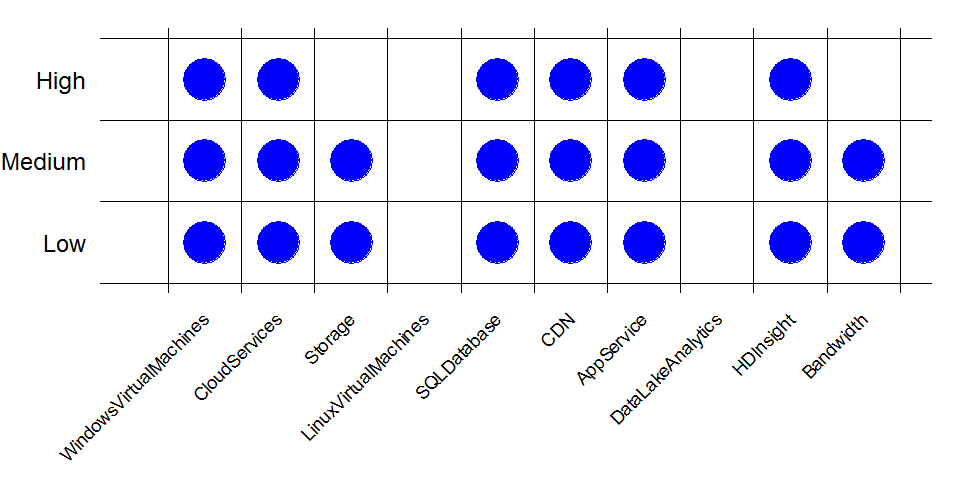 High
Medium
Low
WindowsVirtualMachines
CloudServices
Storage
LinuxVirtualMachines
SQLDatabase
CDN
AppService
DataLakeAnalytics
HDInsight
Bandwidth